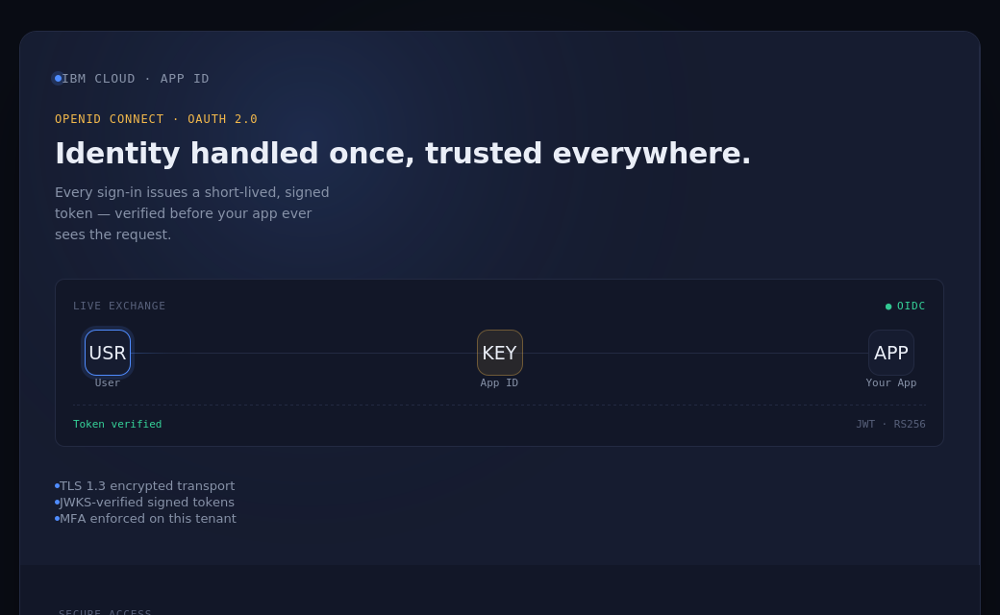 IBM CLOUD · APP ID
OPENID CONNECT · OAUTH 2.0
Identity handled once, trusted everywhere.
Every sign-in issues a short-lived, signed
token — verified before your app ever
sees the request.
LIVE EXCHANGE
OIDC
USR
KEY
APP
User
App ID
Your App
Token verified
JWT · RS256
TLS 1.3 encrypted transport
JWKS-verified signed tokens
MFA enforced on this tenant
SECURE ACCESS